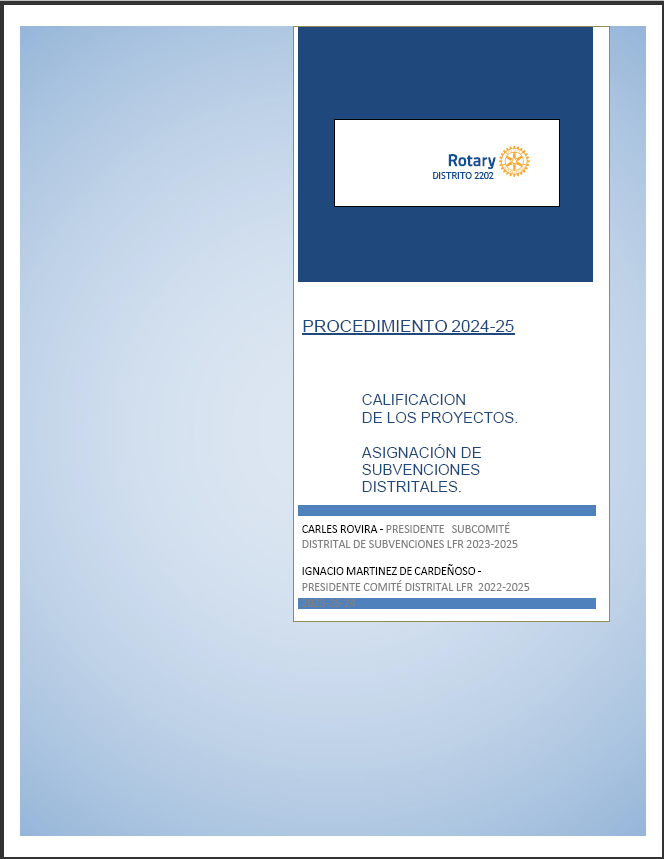 Rotary
DISTRITO 2202
PROCEDIMIENTO 2024-25
CALIFICACION
DE LOS PROYECTOS.
ASIGNACIÓN DE
SUBVENCIONES
DISTRITALES.
CARLES ROVIRA - PRESIDENTE SUBCOMITÉ
DISTRITAL DE SUBVENCIONES LFR 2023-2025
IGNACIO MARTINEZ DE CARDEÑOSO -
PRESIDENTE COMITÉ DISTRITAL LFR 2022-2025